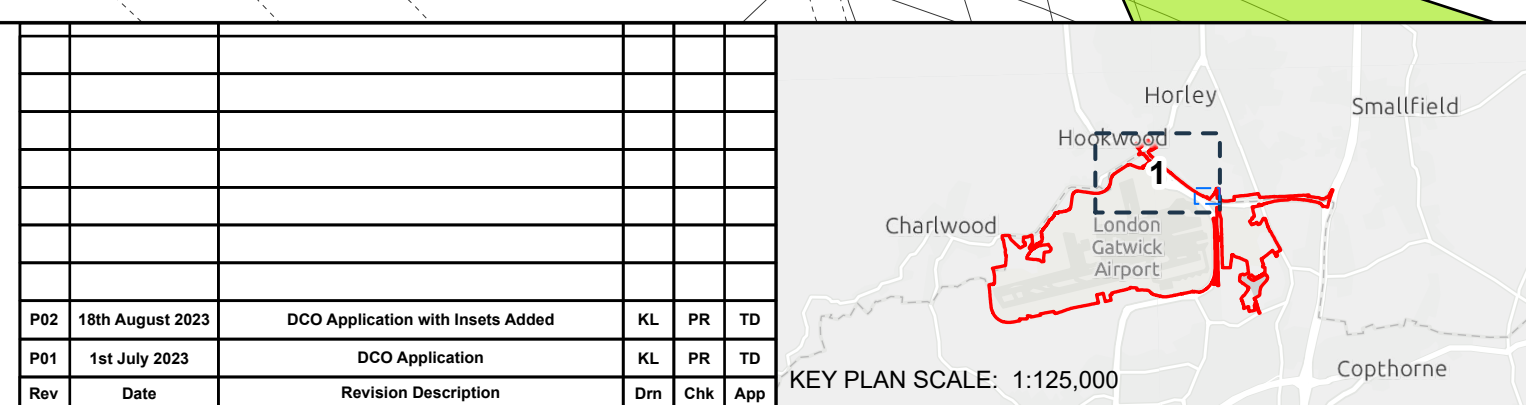 P02 18th August 2023 DCO Application with Insets Added KL PR TD
P01 1st July 2023 DCO Application KL PR TD
Rev Date Revision Description Drn Chk App
Horley
Smallfield
Hookwood
1
Charlwood
London
Gatwick
Airport
Copthorne
KEY PLAN SCALE: 1:125,000